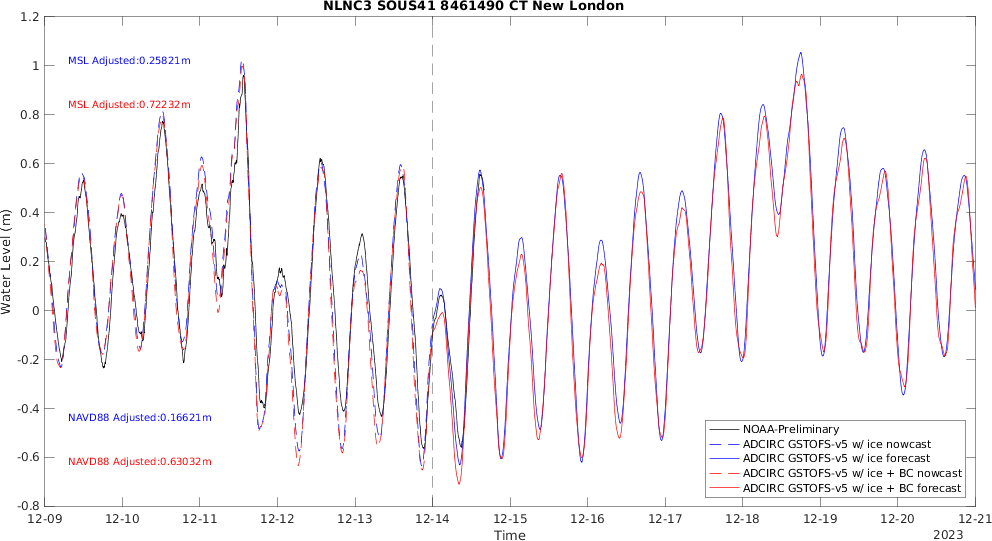 NLNC3 SOUS41 8461490 CT New London
1.2
1
0.8
0.6
0.4
0.2
0
-0.2
-0.4
-0.6
-0.8
Water Level (m)
MSL Adjusted:0.25821m
MSL Adjusted:0.72232m
NAVD88 Adjusted:0.16621m
NAVD88 Adjusted:0.63032m
NOAA-Preliminary
ADCIRC GSTOFS-v5 w/ ice nowcast
ADCIRC GSTOFS-v5 w/ ice forecast
ADCIRC GSTOFS-v5 w/ ice + BC nowcast
ADCIRC GSTOFS-v5 w/ ice + BC forecast
12-09 12-10 12-11 12-12 12-13 12-14 12-15 12-16 12-17 12-18 12-19 12-20 12-21
Time
2023